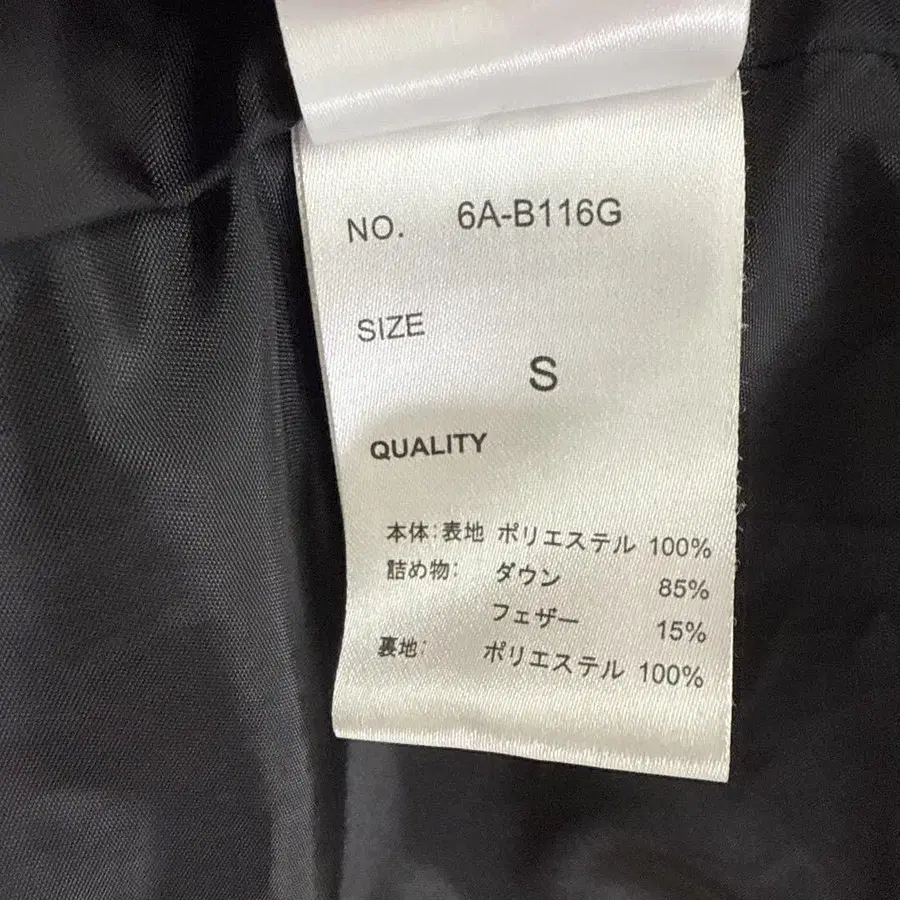 NO. 6A-B116G
SIZE
S
QUALITY
本体:表地 ポリエステル 100%
詰め物: ダウン 85%
フェザー 15%
裏地: ポリエステル 100%